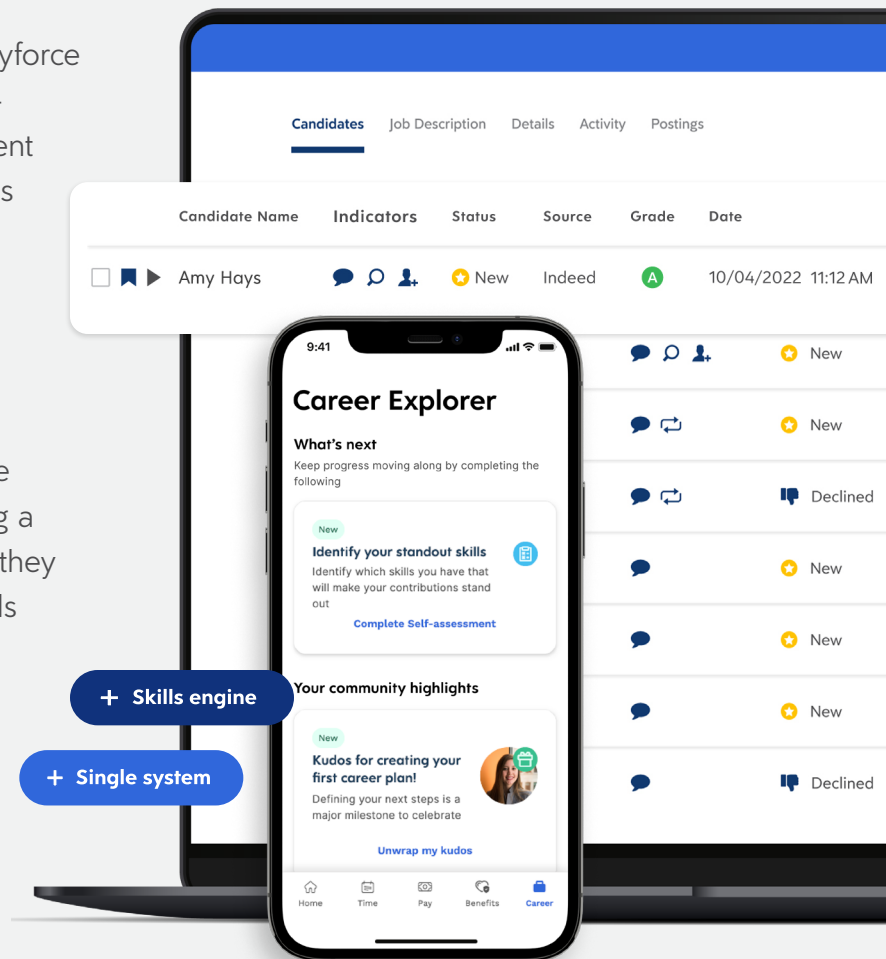 yforce
ent
s
e
g a
they
ls
Candidates Job Description Details Activity Postings
Candidate Name Indicators Status Source Grade Date
Amy Hays New Indeed A 10/04/2022 11:12 AM
New
New
Declined
New
New
New
Declined
9:41
Career Explorer
What's next
Keep progress moving along by completing the
following
New
Identify your standout skills
Identify which skills you have that
will make your contributions stand
out
Complete Self-assessment
Your community highlights
New
Kudos for creating your
first career plan!
Defining your next steps is a
major milestone to celebrate
Unwrap my kudos
Home Time Pay Benefits Career
+ Skills engine
+ Single system